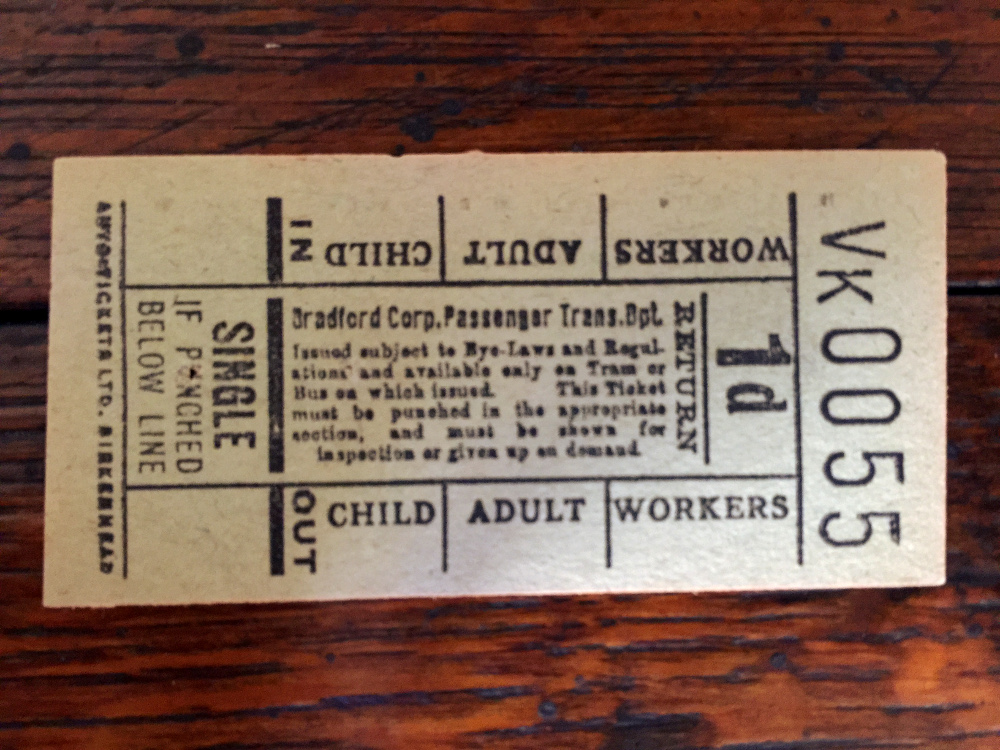 VK0055
1d
RETURN
WORKERS
ADULT
CHILD
IN
Bradford Corp. Passenger Trans. Dpt.
Issued subject to Bye-Laws and Regul-
ations and available only on Tram or
Bus on which issued. This Ticket
must be punched in the appropriate
section, and must be shown for
inspection or given up on demand.
OUT
CHILD
ADULT
WORKERS
SINGLE
IF PUNCHED
BELOW LINE
AUTOTICKETS LTD. BIRKENHEAD